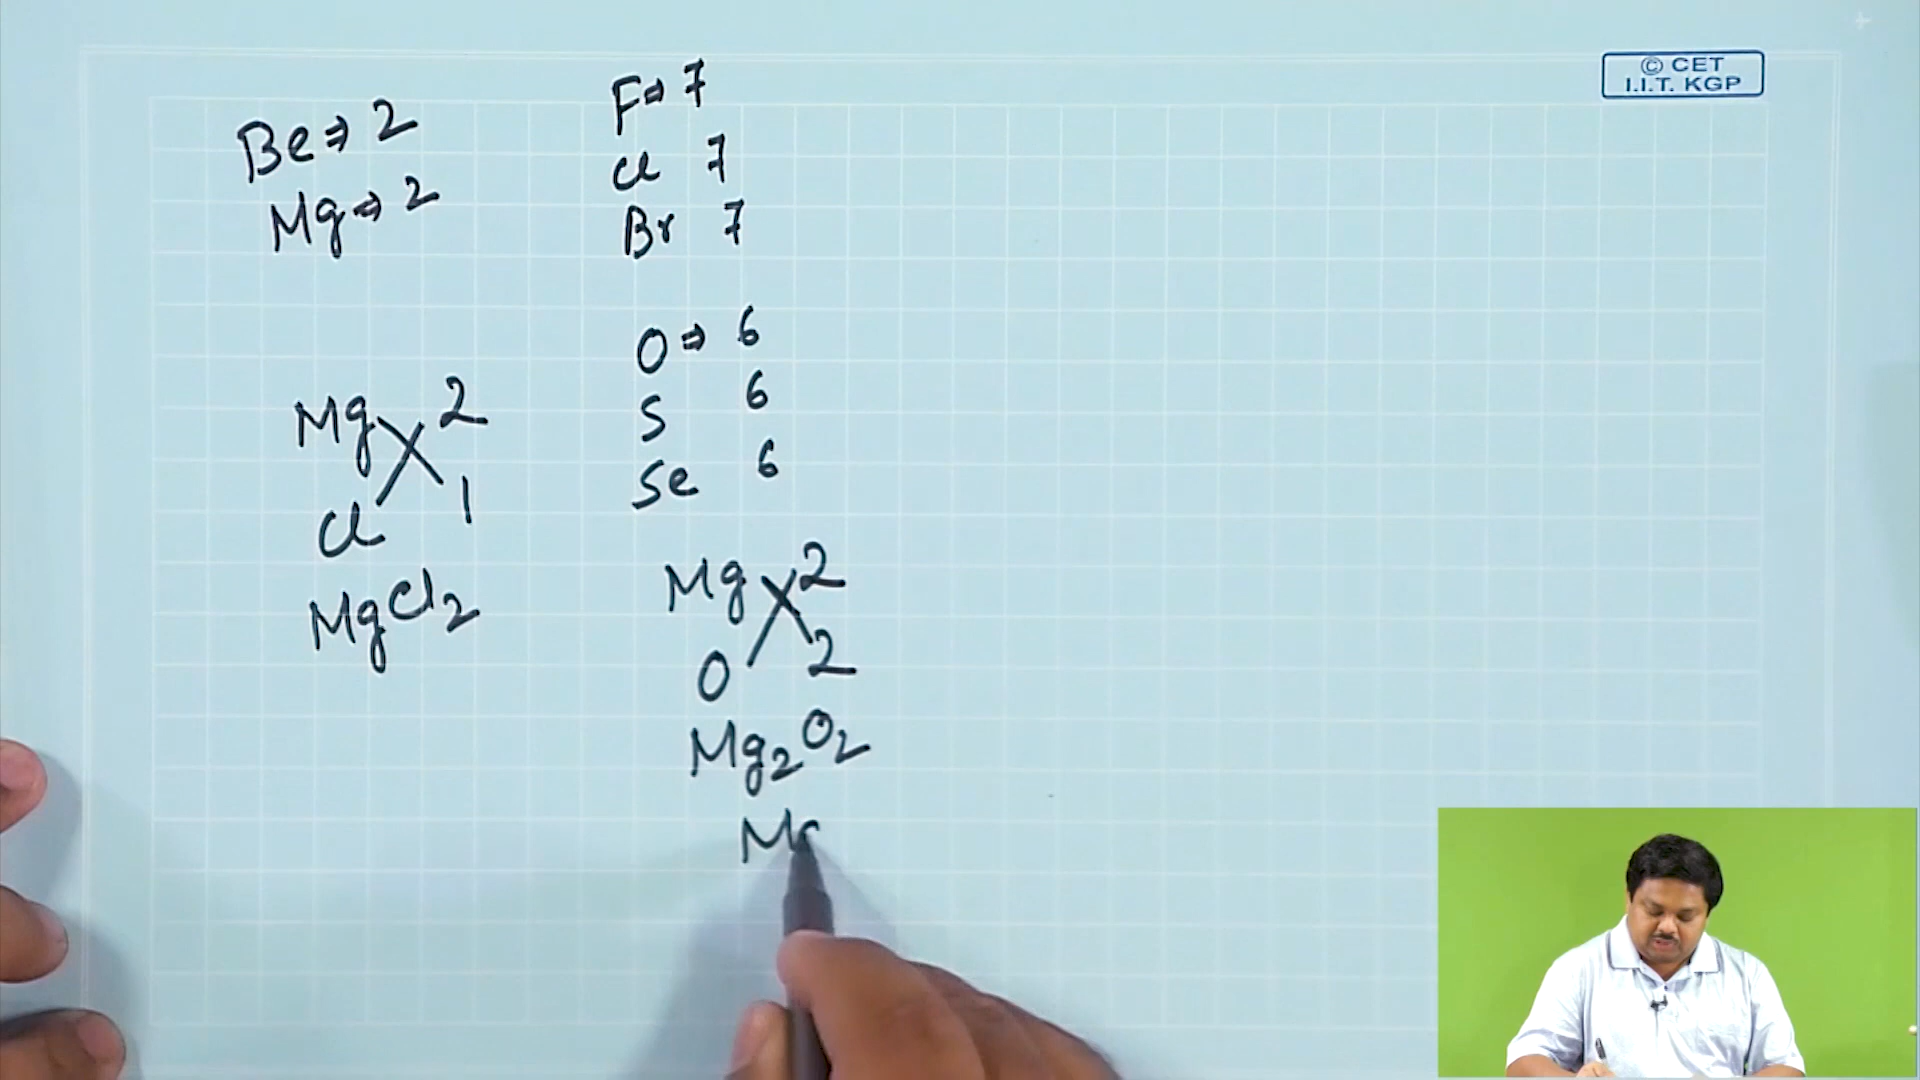 © CET
I.I.T. KGP
Be⇒ 2
Mg⇒ 2
F⇒ 7
Cl 7
Br 7
O⇒ 6
S 6
Se 6
Mg 2
Cl 1
MgCl2
Mg 2
O 2
Mg2O2
Mg